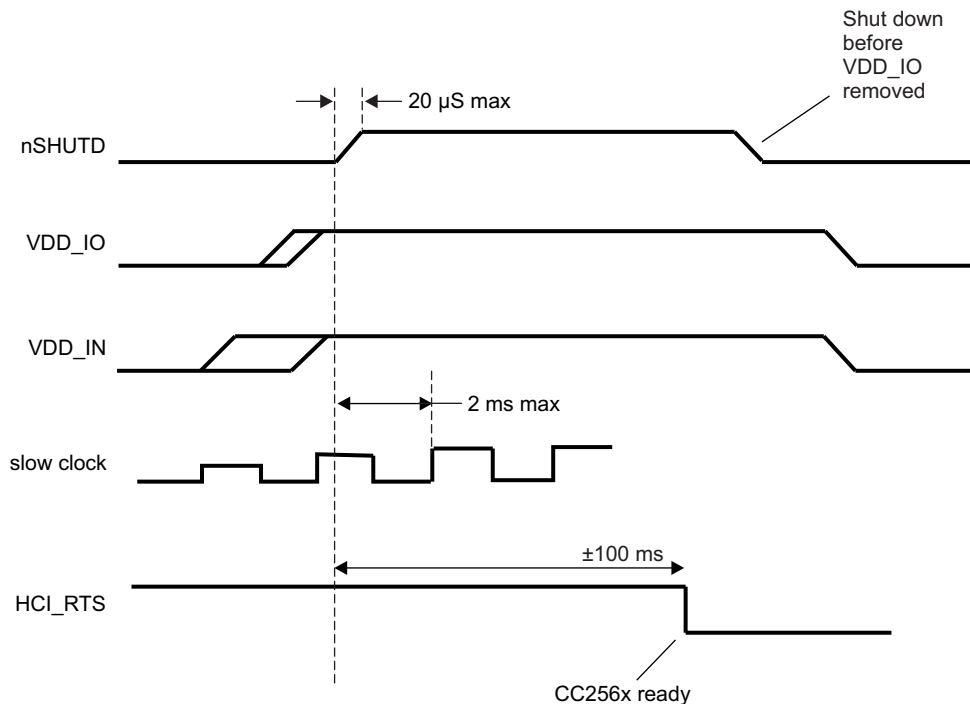 Shut down
before
VDD_IO
removed
20 µS max
nSHUTD
VDD_IO
VDD_IN
2 ms max
slow clock
±100 ms
HCI_RTS
CC256x ready